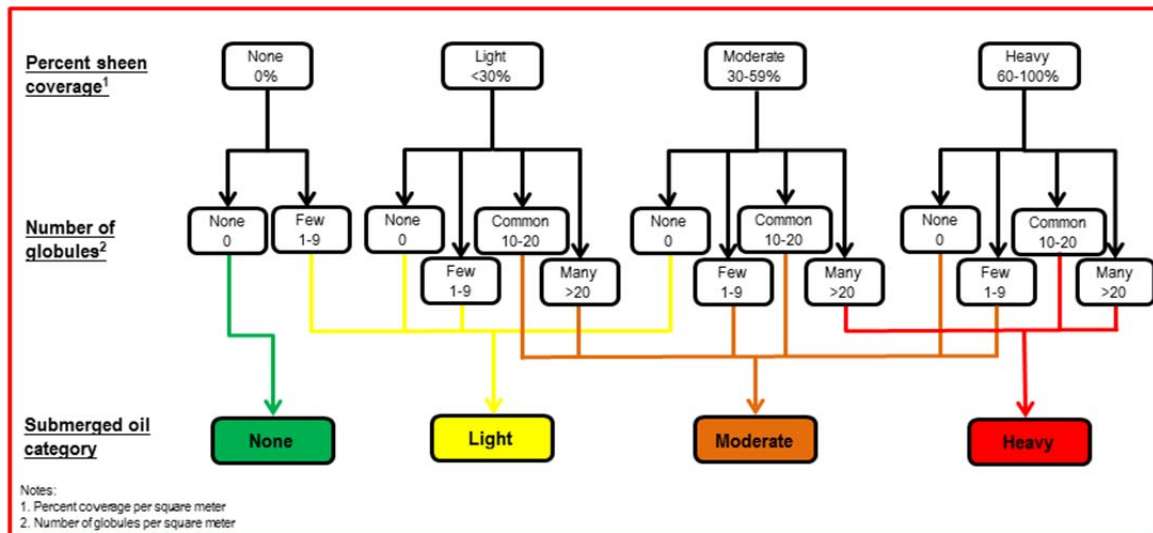 Percent sheen
coverage1
None
0%
Light
<30%
Moderate
30-59%
Heavy
60-100%
Number of
globules2
None
0
Few
1-9
None
0
Few
1-9
Common
10-20
Many
>20
None
0
Few
1-9
Common
10-20
Many
>20
None
0
Few
1-9
Common
10-20
Many
>20
Submerged oil
category
None
Light
Moderate
Heavy
Notes:
1. Percent coverage per square meter
2. Number of globules per square meter